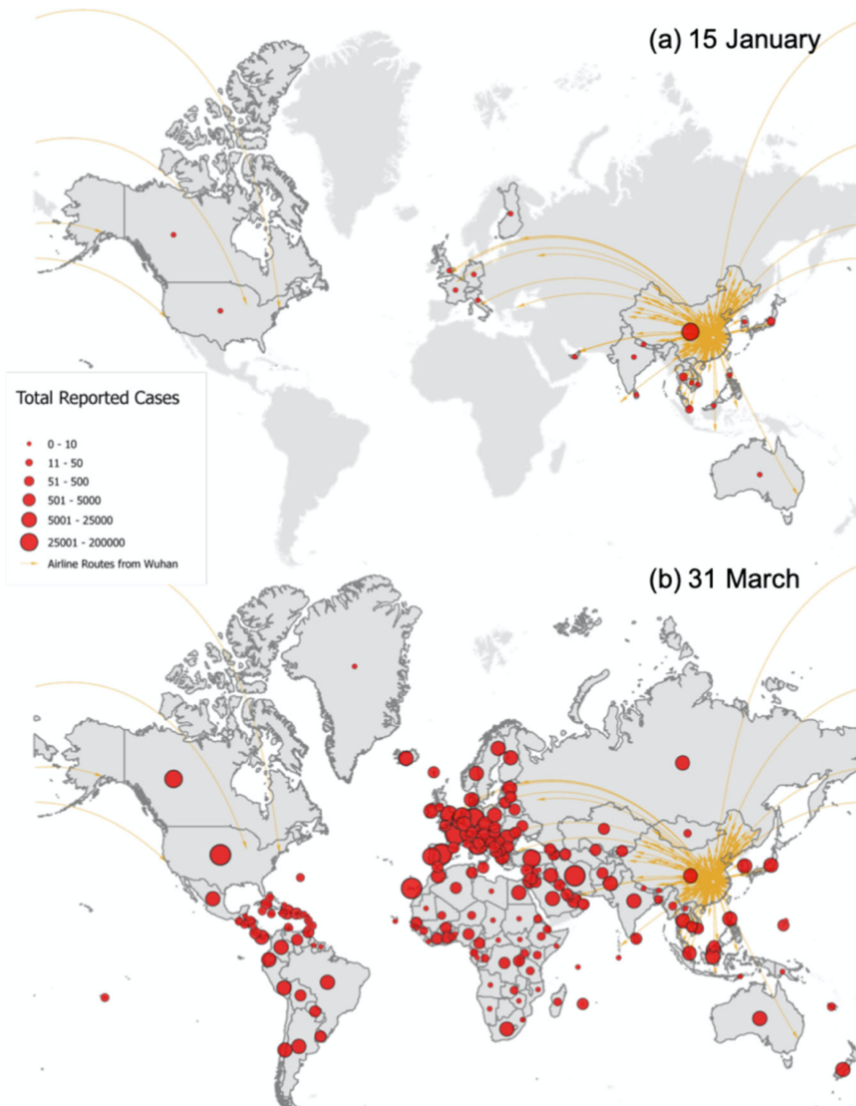 (a) 15 January
Total Reported Cases
0 - 10
11 - 50
51 - 500
501 - 5000
5001 - 25000
25001 - 200000
Airline Routes from Wuhan
(b) 31 March